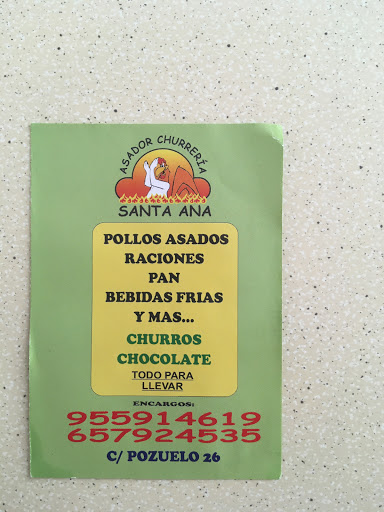 ASADOR CHURRERÍA
SANTA ANA
POLLOS ASADOS
RACIONES
PAN
BEBIDAS FRIAS
Y MAS...
CHURROS
CHOCOLATE
TODO PARA
LLEVAR
ENCARGOS:
955914619
657924535
C/ POZUELO 26